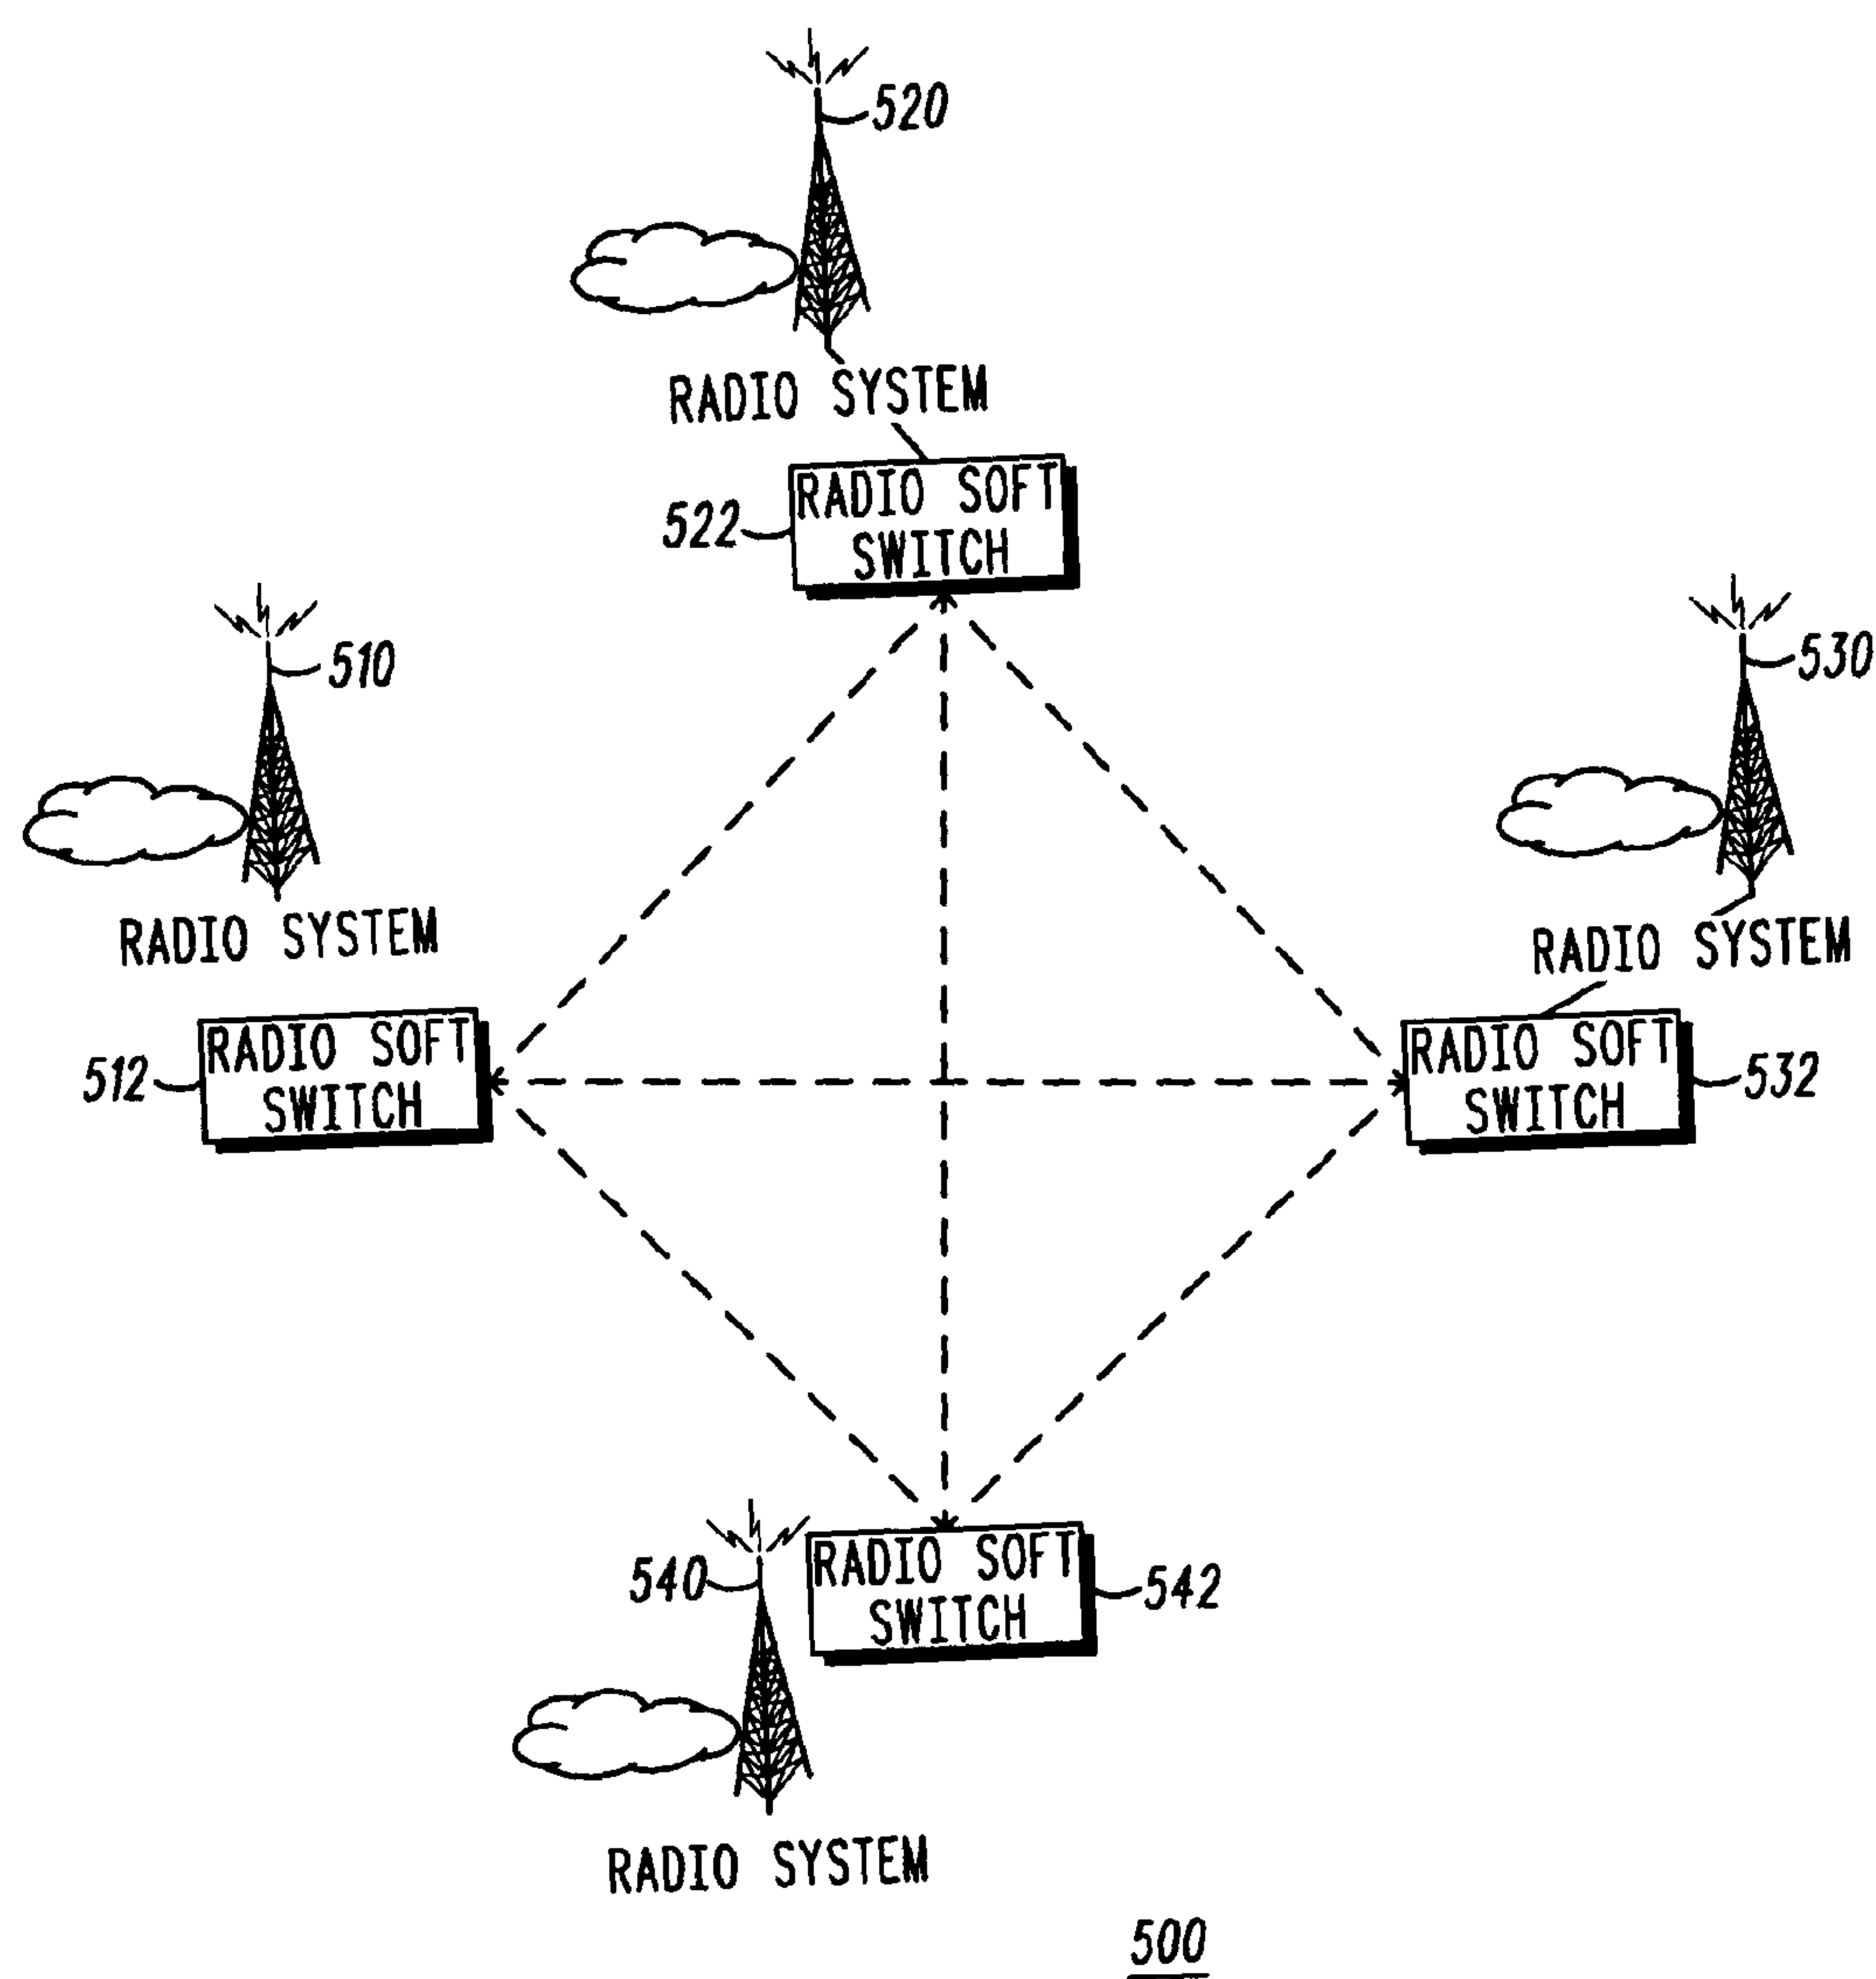 520
RADIO SYSTEM
RADIO SOFT
SWITCH
522
510
530
RADIO SYSTEM
RADIO SYSTEM
RADIO SOFT
SWITCH
512
RADIO SOFT
SWITCH
532
540
RADIO SOFT
SWITCH
542
RADIO SYSTEM
500